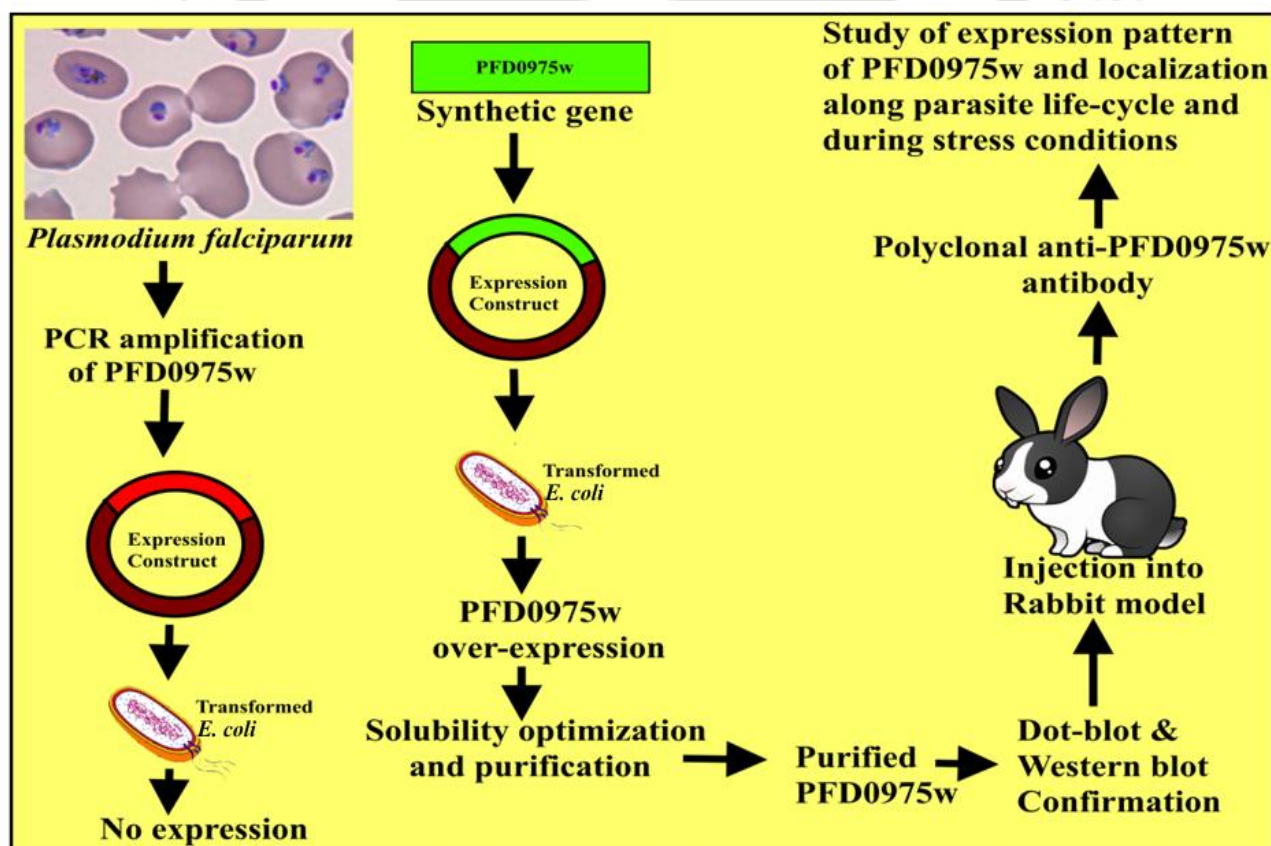 Plasmodium falciparum
PCR amplification
of PFD0975w
Expression
Construct
Transformed
E. coli
No expression
PFD0975w
Synthetic gene
Expression
Construct
Transformed
E. coli
PFD0975w
over-expression
Solubility optimization
and purification
Purified
PFD0975w
Dot-blot &
Western blot
Confirmation
Injection into
Rabbit model
Polyclonal anti-PFD0975w
antibody
Study of expression pattern
of PFD0975w and localization
along parasite life-cycle and
during stress conditions